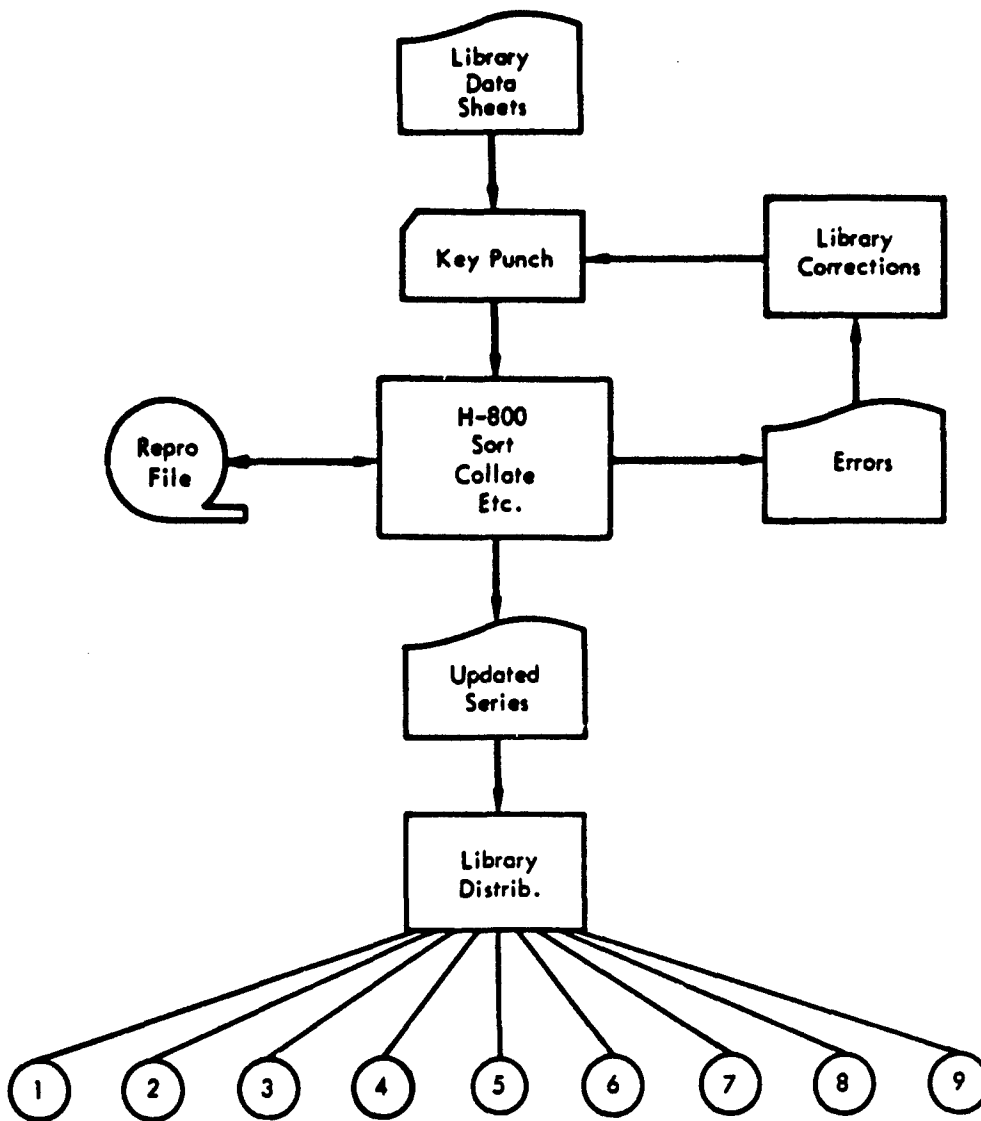 Library
Data
Sheets
Key Punch
Library
Corrections
H-800
Sort
Collate
Etc.
Repro
File
Errors
Updated
Series
Library
Distrib.
1
2
3
4
5
6
7
8
9